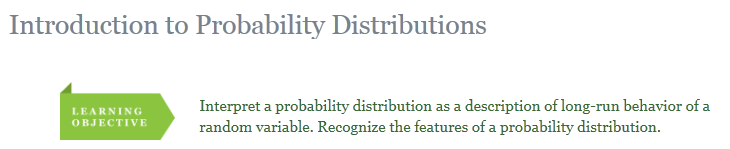 Introduction to Probability Distributions
LEARNING
OBJECTIVE
Interpret a probability distribution as a description of long-run behavior of a
random variable. Recognize the features of a probability distribution.